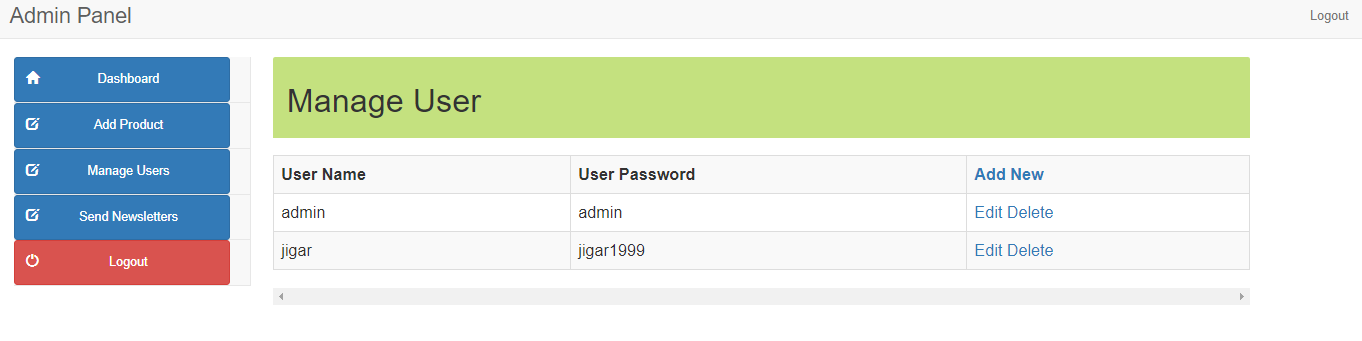 Admin Panel
Logout
Dashboard
Add Product
Manage Users
Send Newsletters
Logout
Manage User
User Name User Password Add New
admin admin Edit Delete
jigar jigar1999 Edit Delete